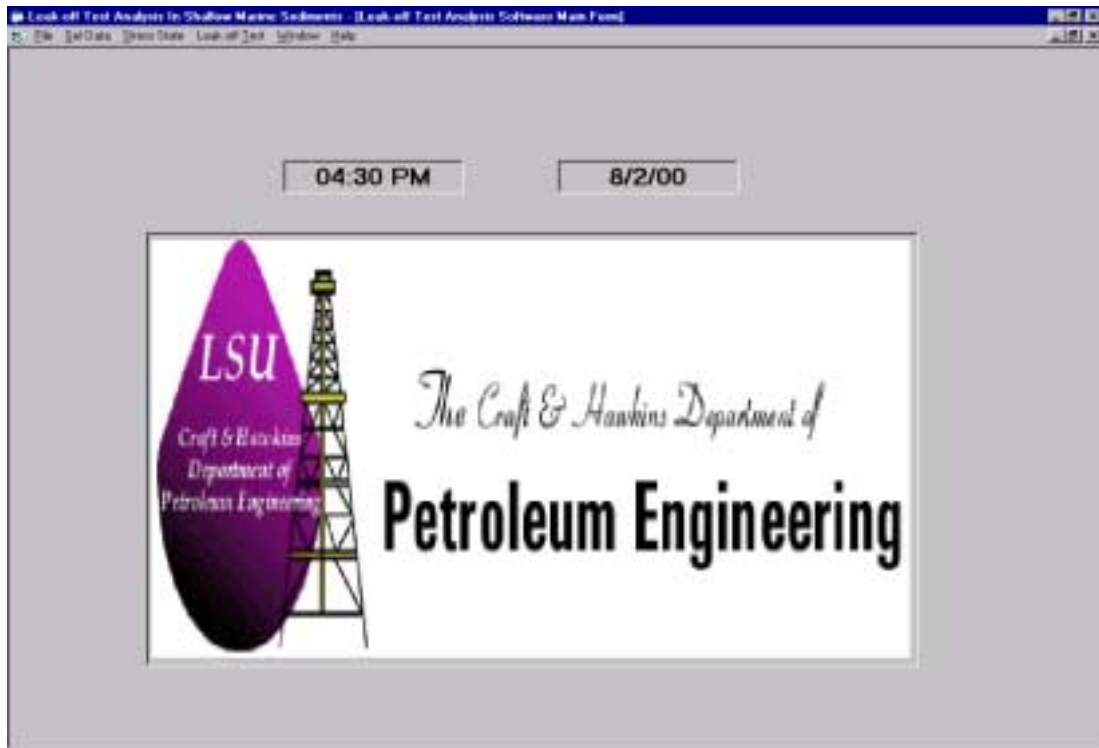 Leak-off Test Analysis In Shallow Marine Sediments - [Leak-off Test Analysis Software Main Form]
File Set Data Stress State Leak-off Test Window Help
04:30 PM 8/2/00
LSU
Craft & Hawkins
Department of
Petroleum Engineering
The Craft & Hawkins Department of
Petroleum Engineering